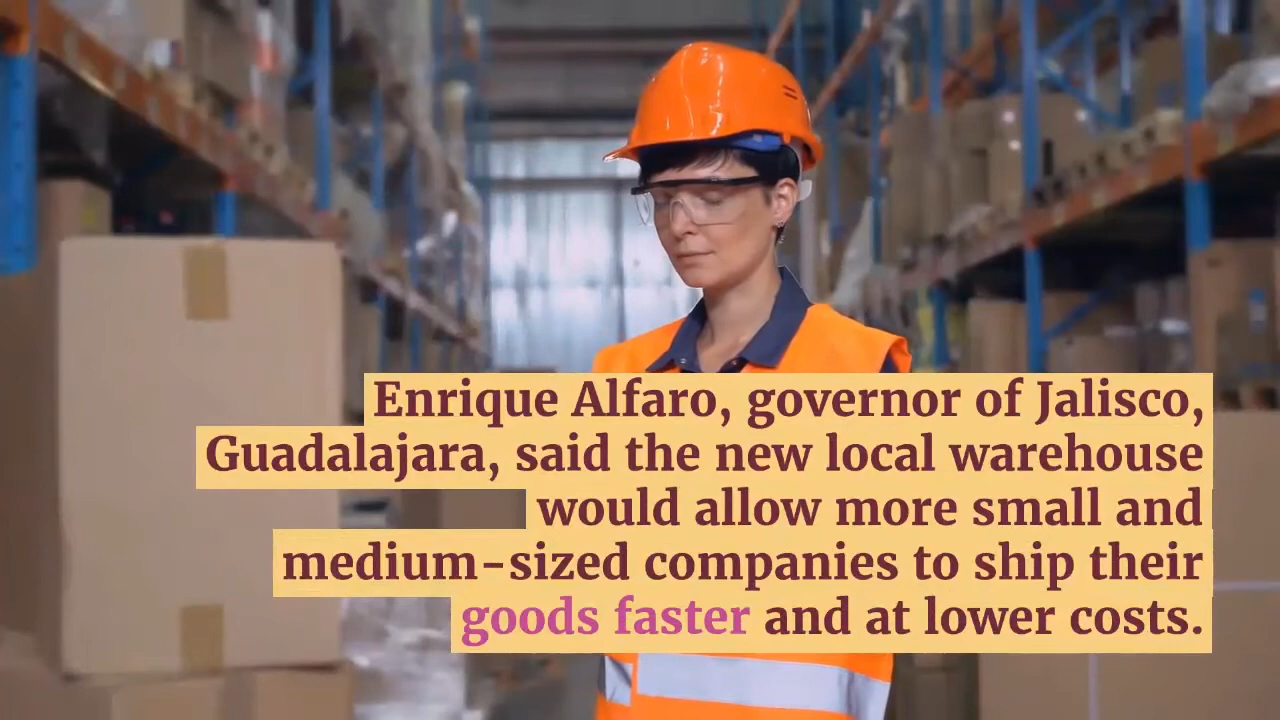 Enrique Alfaro, governor of Jalisco,
Guadalajara, said the new local warehouse
would allow more small and
medium-sized companies to ship their
goods faster and at lower costs.